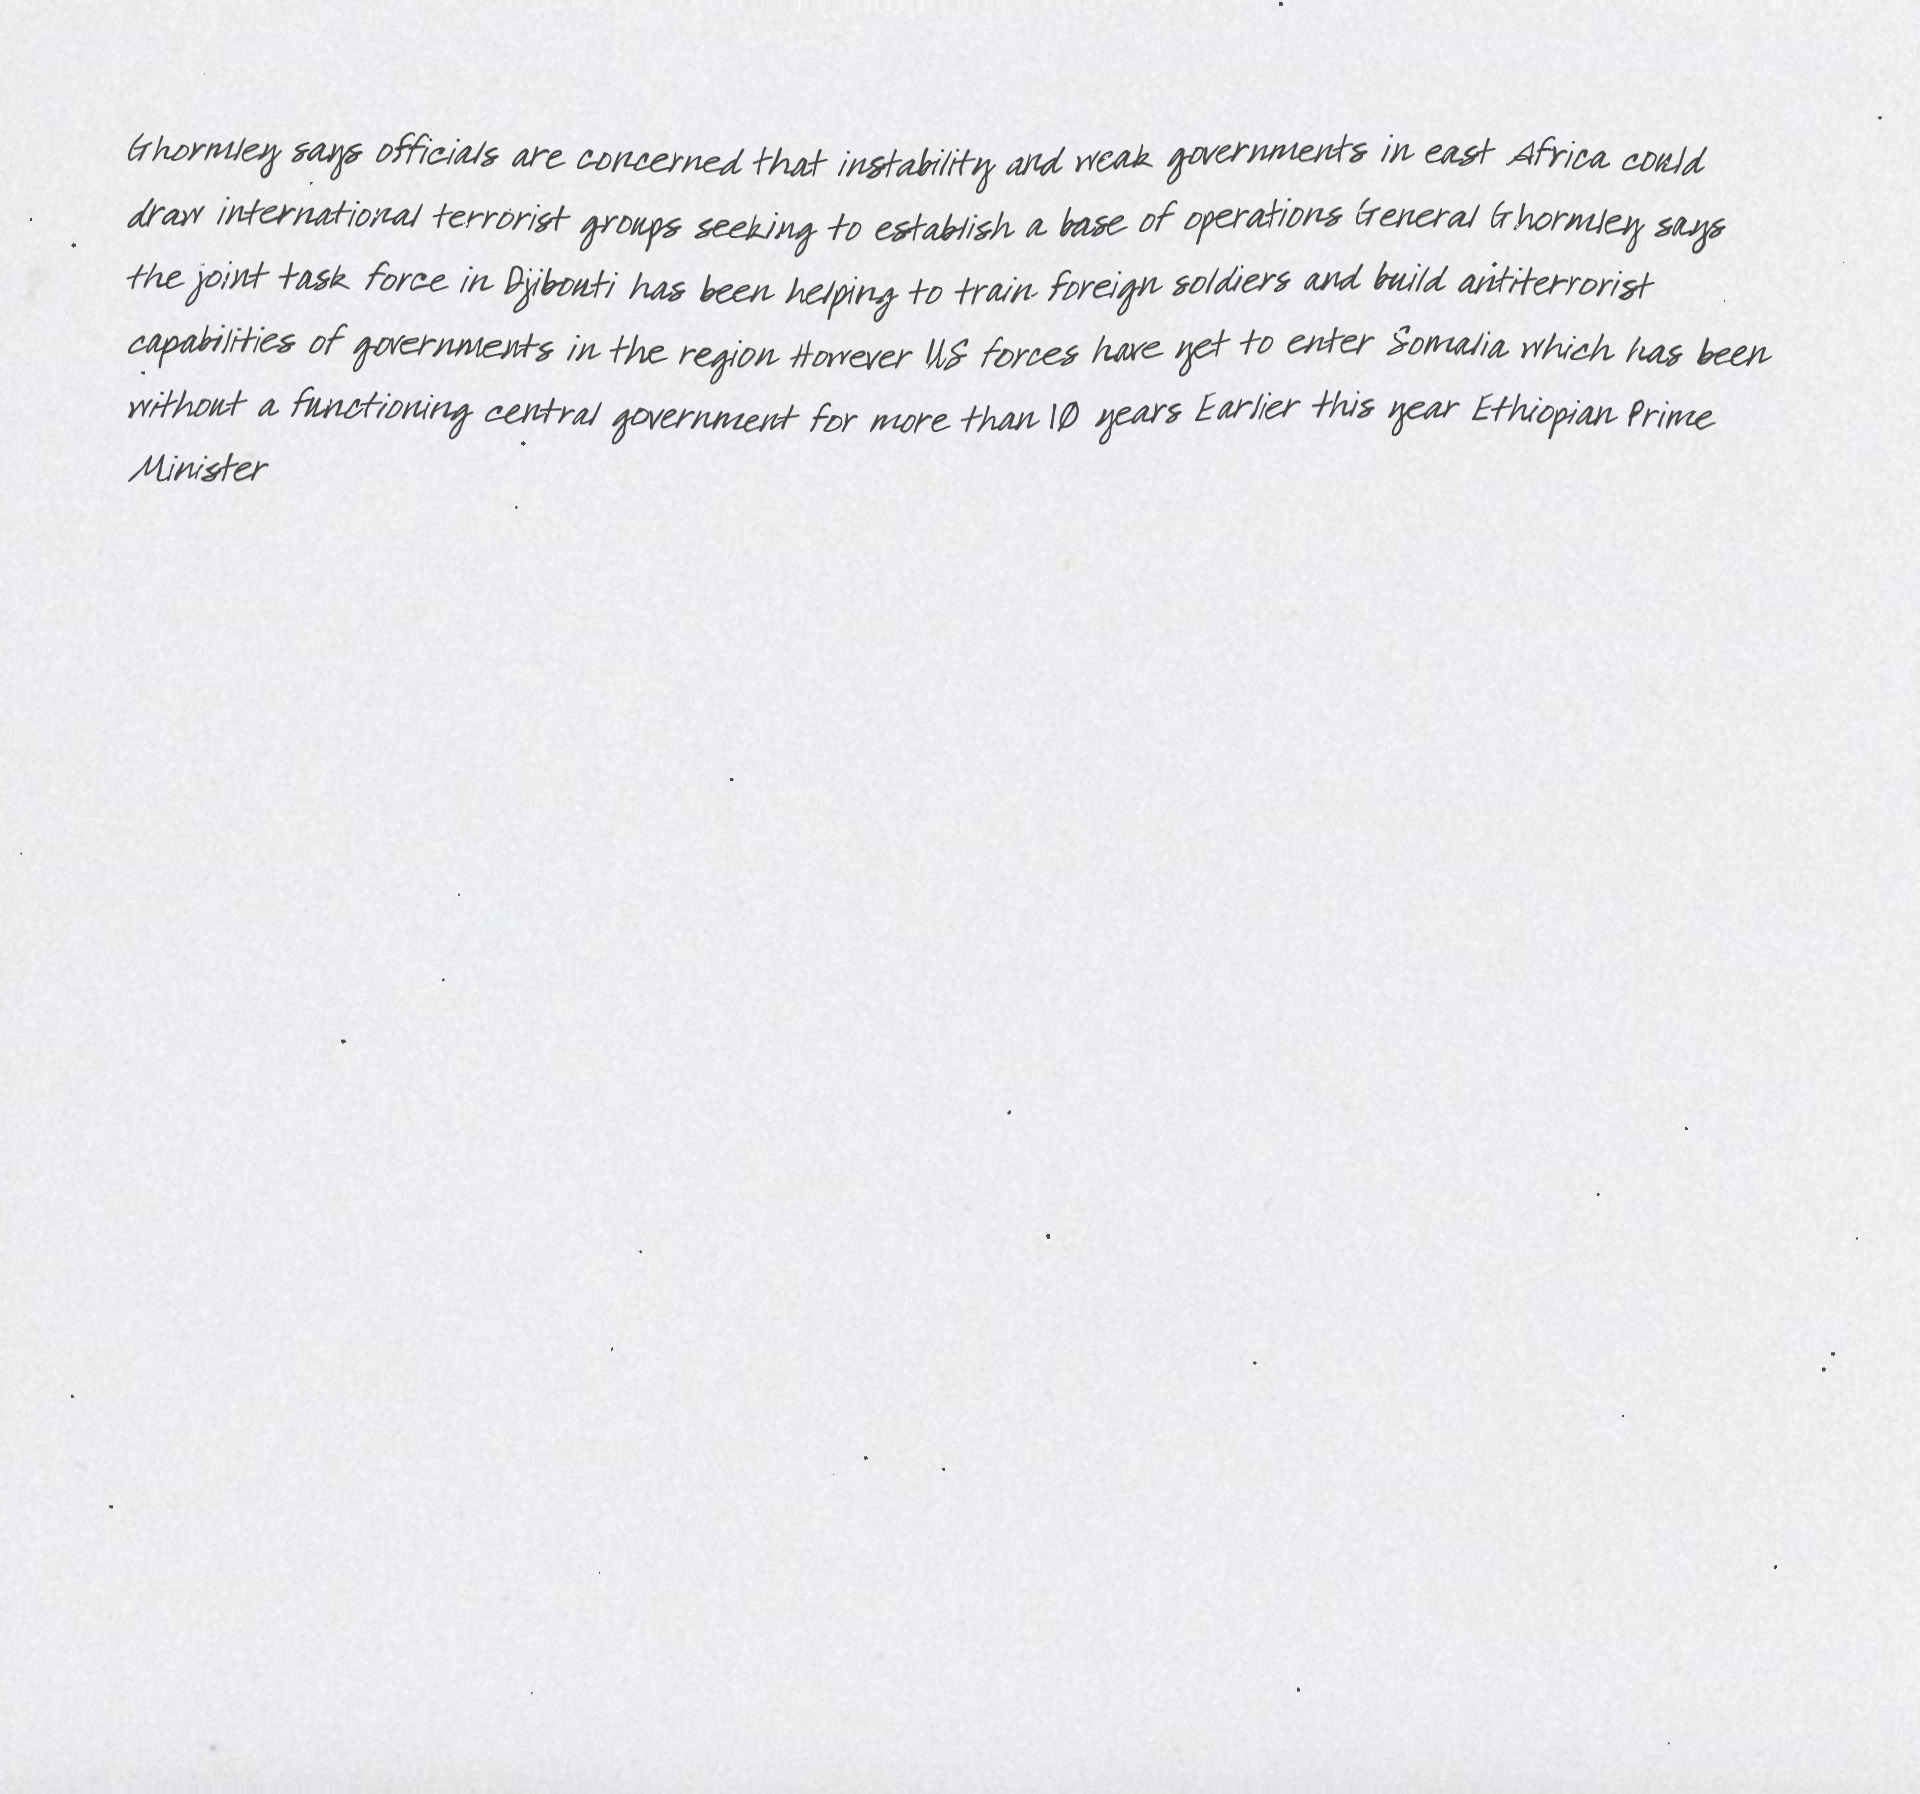 Ghormley says officials are concerned that instability and weak governments in east Africa could
draw international terrorist groups seeking to establish a base of operations General Ghormley says
the joint task force in Djibouti has been helping to train foreign soldiers and build antiterrorist
capabilities of governments in the region However US forces have yet to enter Somalia which has been
without a functioning central government for more than 10 years Earlier this year Ethiopian Prime
Minister